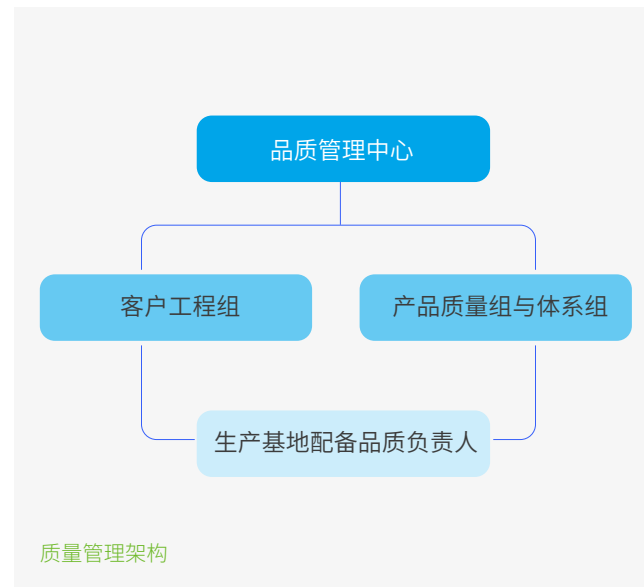 品质管理中心
客户工程组
产品质量组与体系组
生产基地配备品质负责人
质量管理架构